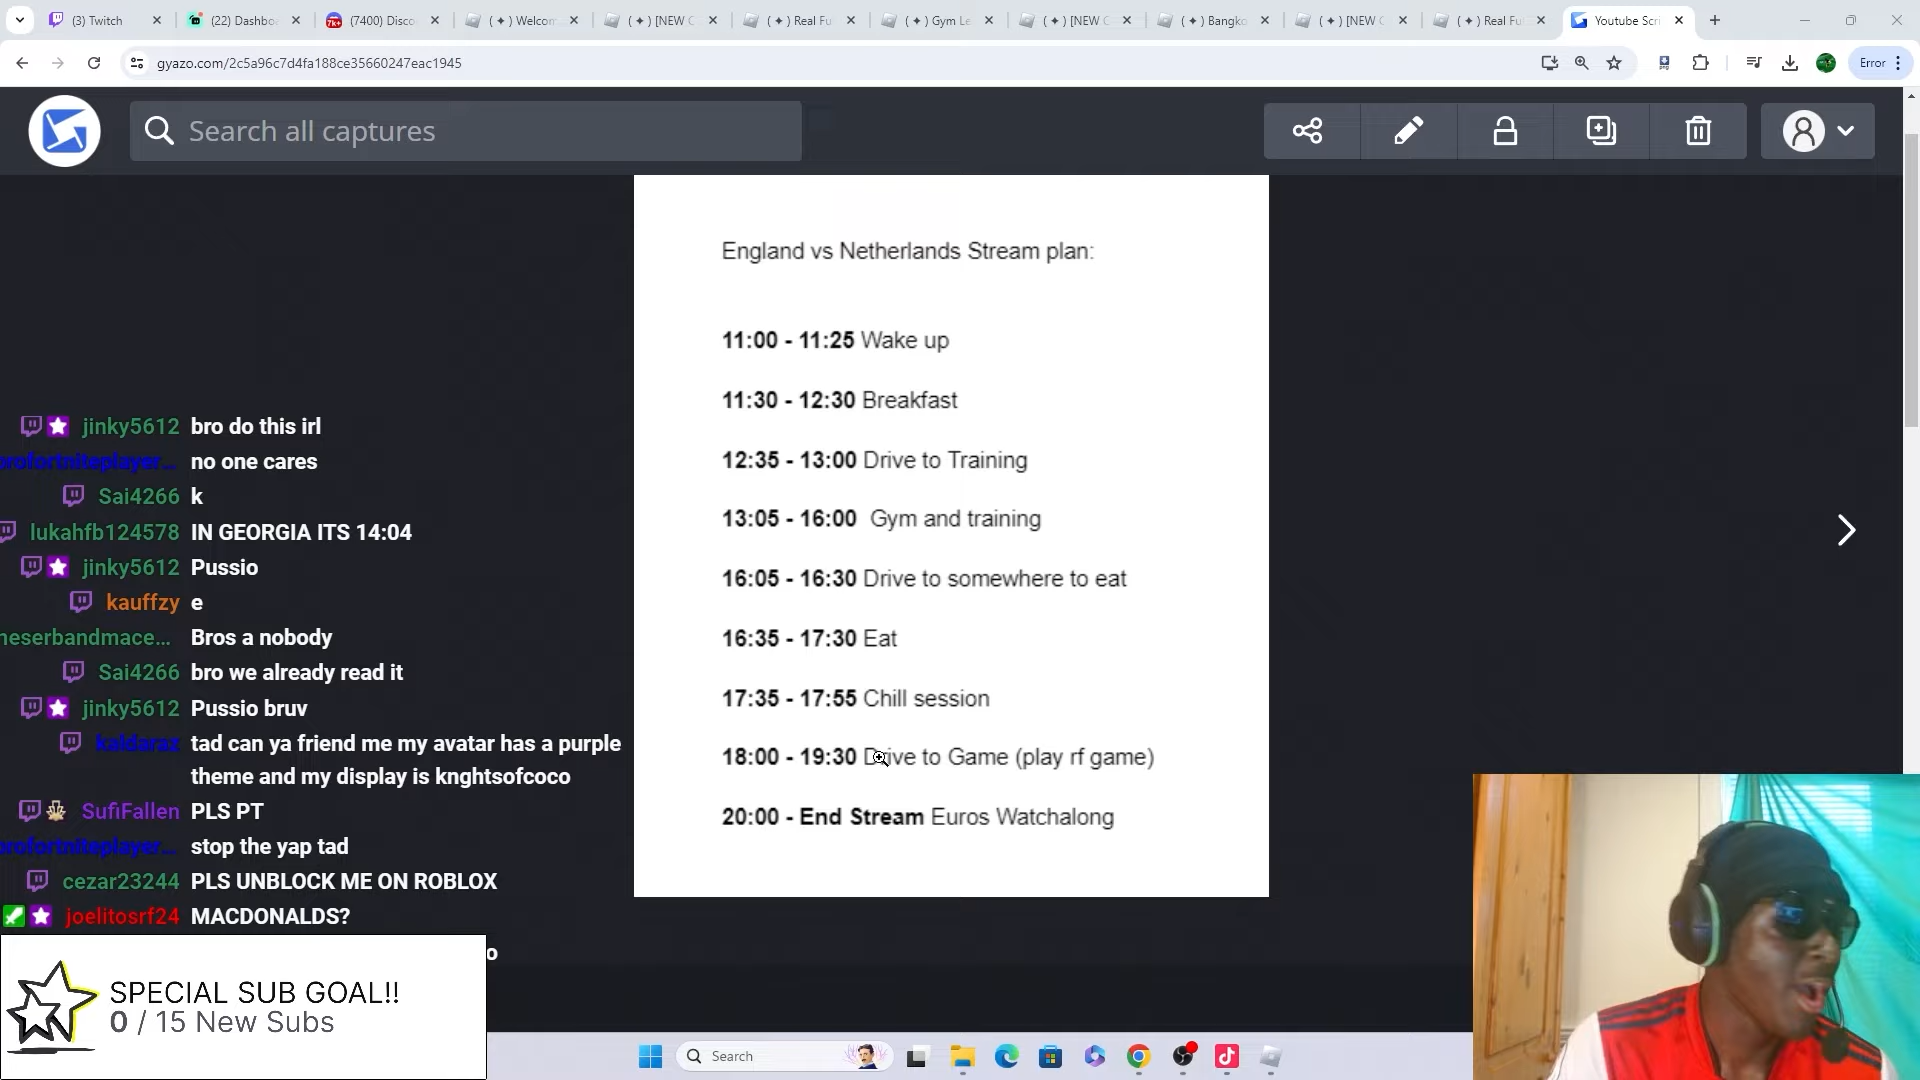 (3) Twitch
(22) Dashbo
(7400) Disco
( ✦ ) Welcom
( ✦ ) [NEW C
( ✦ ) Real Fu
( ✦ ) Gym Le
( ✦ ) [NEW C
( ✦ ) Bangko
( ✦ ) [NEW C
( ✦ ) Real Fu
Youtube Scri
gyazo.com/2c5a96c7d4fa188ce35660247eac1945
Error
Search all captures
England vs Netherlands Stream plan:
11:00 - 11:25 Wake up
11:30 - 12:30 Breakfast
12:35 - 13:00 Drive to Training
13:05 - 16:00 Gym and training
16:05 - 16:30 Drive to somewhere to eat
16:35 - 17:30 Eat
17:35 - 17:55 Chill session
18:00 - 19:30 Drive to Game (play rf game)
20:00 - End Stream Euros Watchalong
jinky5612 bro do this irl
profortniteplayer... no one cares
Sai4266 k
lukahfb124578 IN GEORGIA ITS 14:04
jinky5612 Pussio
kauffzy e
heserbandmace... Bros a nobody
Sai4266 bro we already read it
jinky5612 Pussio bruv
kaldarax tad can ya friend me my avatar has a purple
theme and my display is knghtsofcoco
SufiFallen PLS PT
profortniteplayer... stop the yap tad
cezar23244 PLS UNBLOCK ME ON ROBLOX
joelitosrf24 MACDONALDS?
o
SPECIAL SUB GOAL!!
0 / 15 New Subs
Search